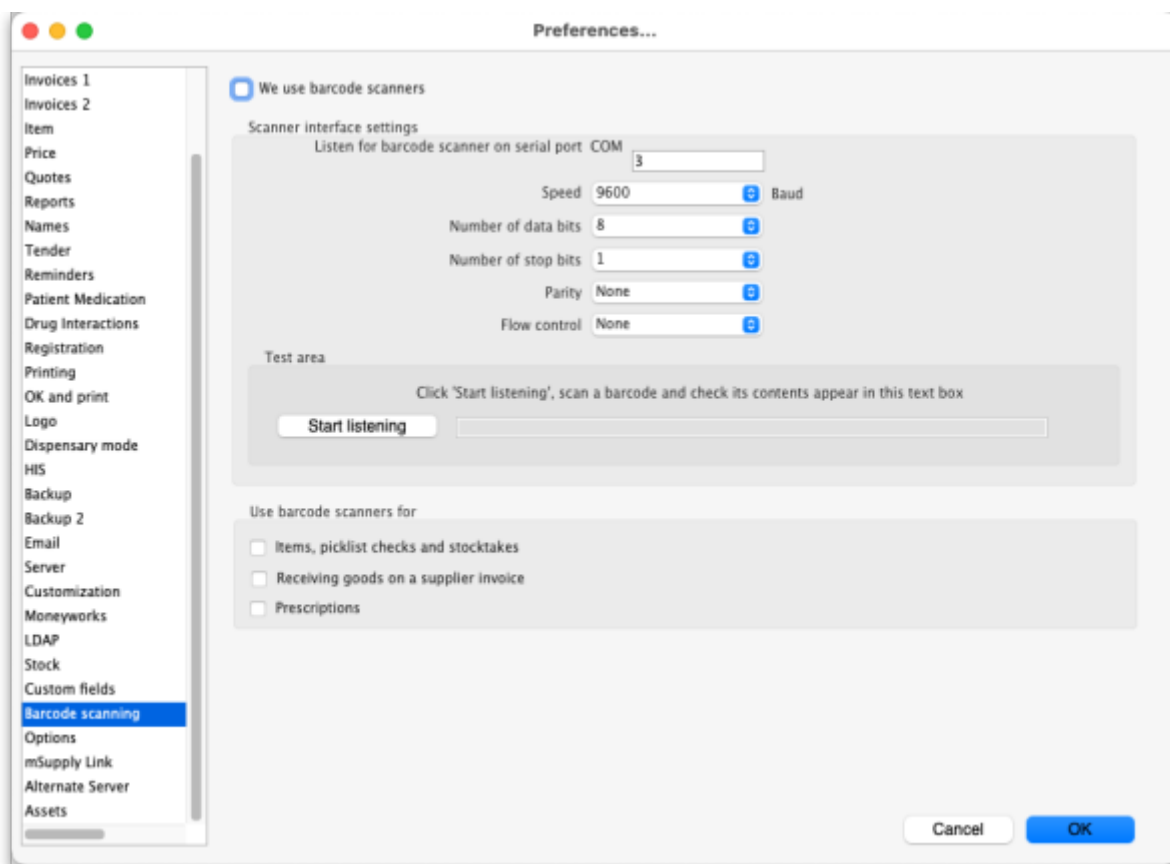 Preferences...
Invoices 1
Invoices 2
Item
Price
Quotes
Reports
Names
Tender
Reminders
Patient Medication
Drug Interactions
Registration
Printing
OK and print
Logo
Dispensary mode
HIS
Backup
Backup 2
Email
Server
Customization
Moneyworks
LDAP
Stock
Custom fields
Barcode scanning
Options
mSupply Link
Alternate Server
Assets
We use barcode scanners
Scanner interface settings
Listen for barcode scanner on serial port COM 3
Speed 9600 Baud
Number of data bits 8
Number of stop bits 1
Parity None
Flow control None
Test area
Click 'Start listening', scan a barcode and check its contents appear in this text box
Start listening
Use barcode scanners for
Items, picklist checks and stocktakes
Receiving goods on a supplier invoice
Prescriptions
Cancel OK